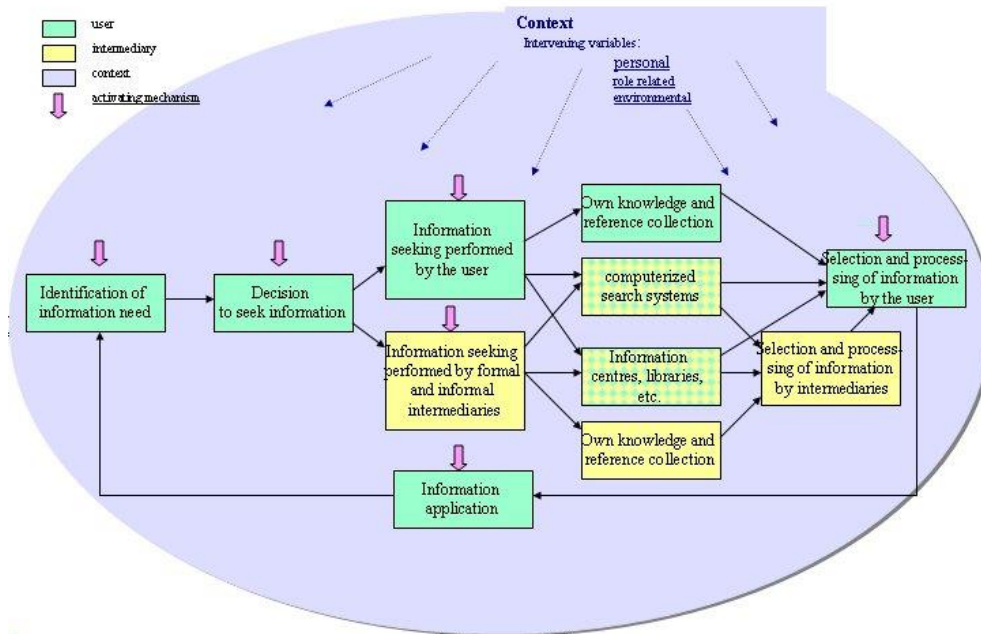 user
intermediary
context
activating mechanism
Context
Intervening variables:
personal
role related
environmental
Identification of
information need
Decision
to seek information
Information
seeking performed
by the user
Information seeking
performed by formal
and informal
intermediaries
Own knowledge and
reference collection
computerized
search systems
Information
centres, libraries,
etc.
Own knowledge and
reference collection
Selection and process-
sing of information
by the user
Selection and process-
sing of information
by intermediaries
Information
application